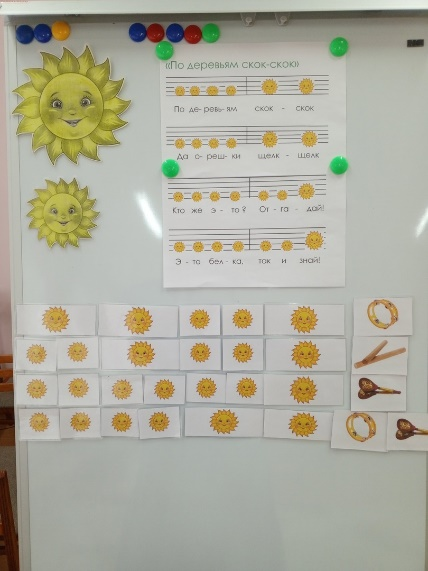 «По деревьям скок-скок»
По де- ревь- ям скок - скок
Да о- реш- ки щелк - щелк
Кто же э - то? От - га - дай!
Э - то бел - ка. так и знай!